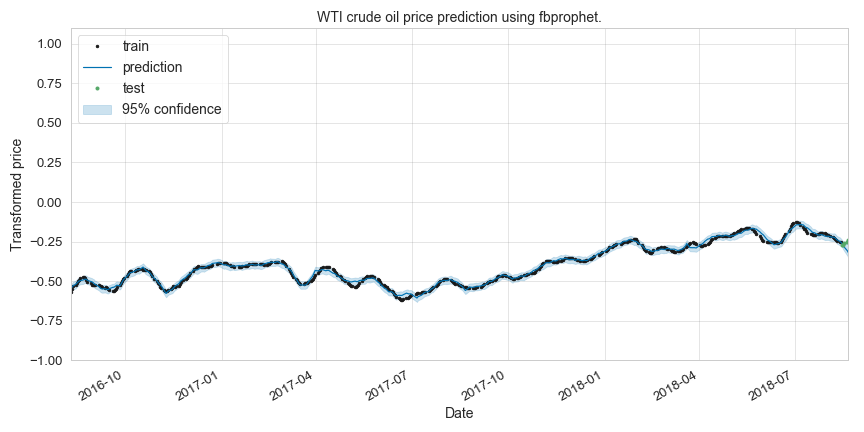 WTI crude oil price prediction using fbprophet.
train
prediction
test
95% confidence
Transformed price
1.00
0.75
0.50
0.25
0.00
−0.25
−0.50
−0.75
−1.00
2016-10
2017-01
2017-04
2017-07
2017-10
2018-01
2018-04
2018-07
Date